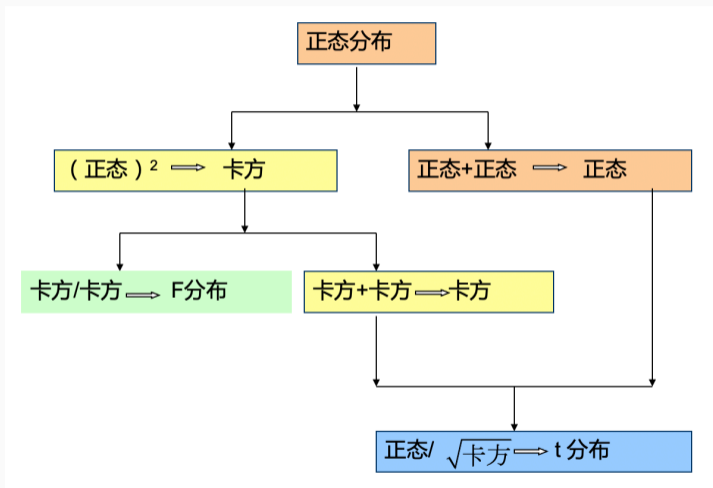 正态分布
（正态）² ⇒ 卡方
正态+正态 ⇒ 正态
卡方/卡方 ⇒ F分布
卡方+卡方⇒卡方
正态/ √卡方 ⇒ t 分布